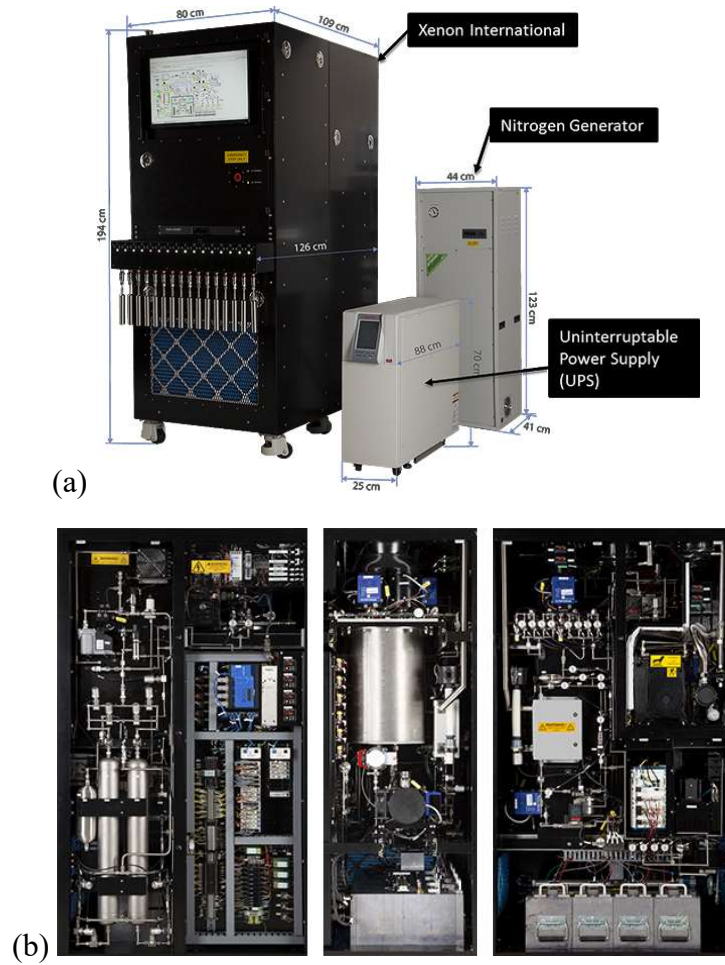 80 cm
109 cm
Xenon International
Nitrogen Generator
44 cm
194 cm
126 cm
123 cm
88 cm
70 cm
Uninterruptable
Power Supply
(UPS)
41 cm
25 cm
(a)
(b)